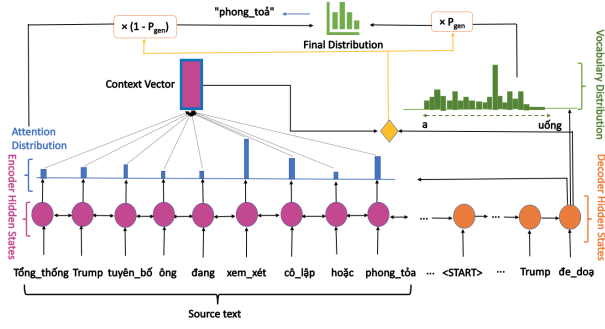 "phong_toả"
× (1 - Pgen)
× Pgen
Final Distribution
Context Vector
Vocabulary Distribution
a
uống
Attention
Distribution
Encoder Hidden States
Decoder Hidden States
... ...
Tổng_thống Trump tuyên_bố ông đang xem_xét cô_lập hoặc phong_tỏa ... <START> ... Trump đe_doạ
Source text